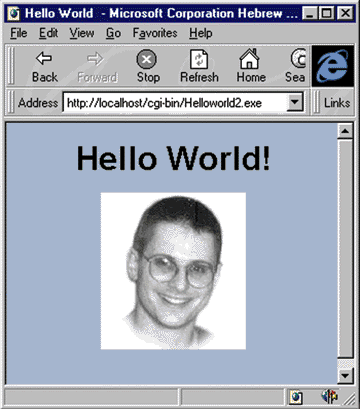 Hello World - Microsoft Corporation Hebrew ...
File Edit View Go Favorites Help
Back Forward Stop Refresh Home Sea
Address http://localhost/cgi-bin/Helloworld2.exe Links
Hello World!